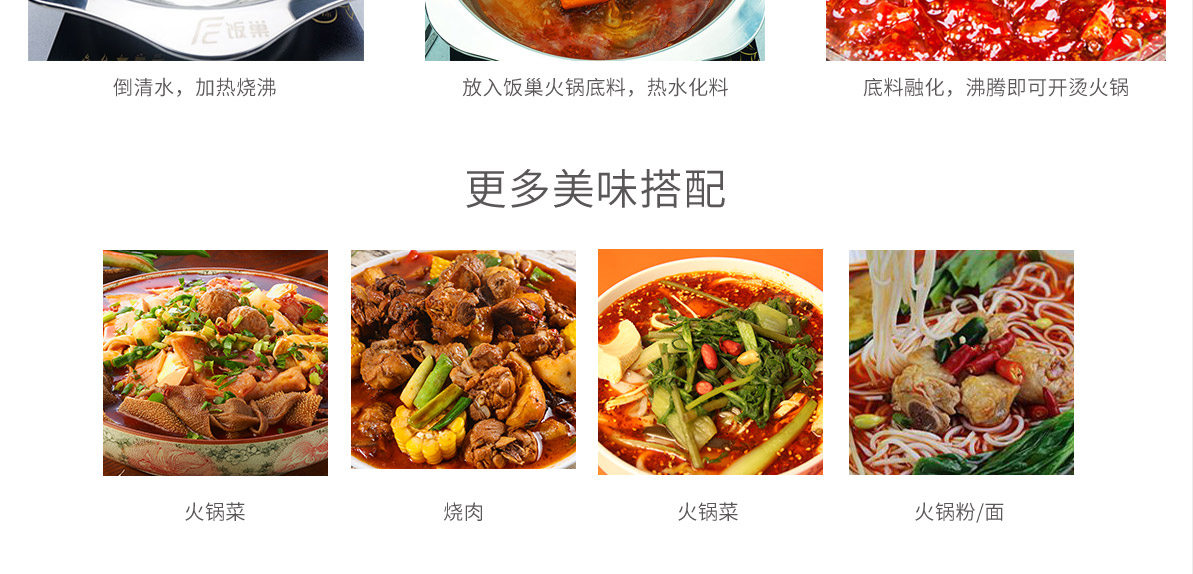 饭巢
倒清水，加热烧沸
放入饭巢火锅底料，热水化料
底料融化，沸腾即可开烫火锅
更多美味搭配
火锅菜
烧肉
火锅菜
火锅粉/面